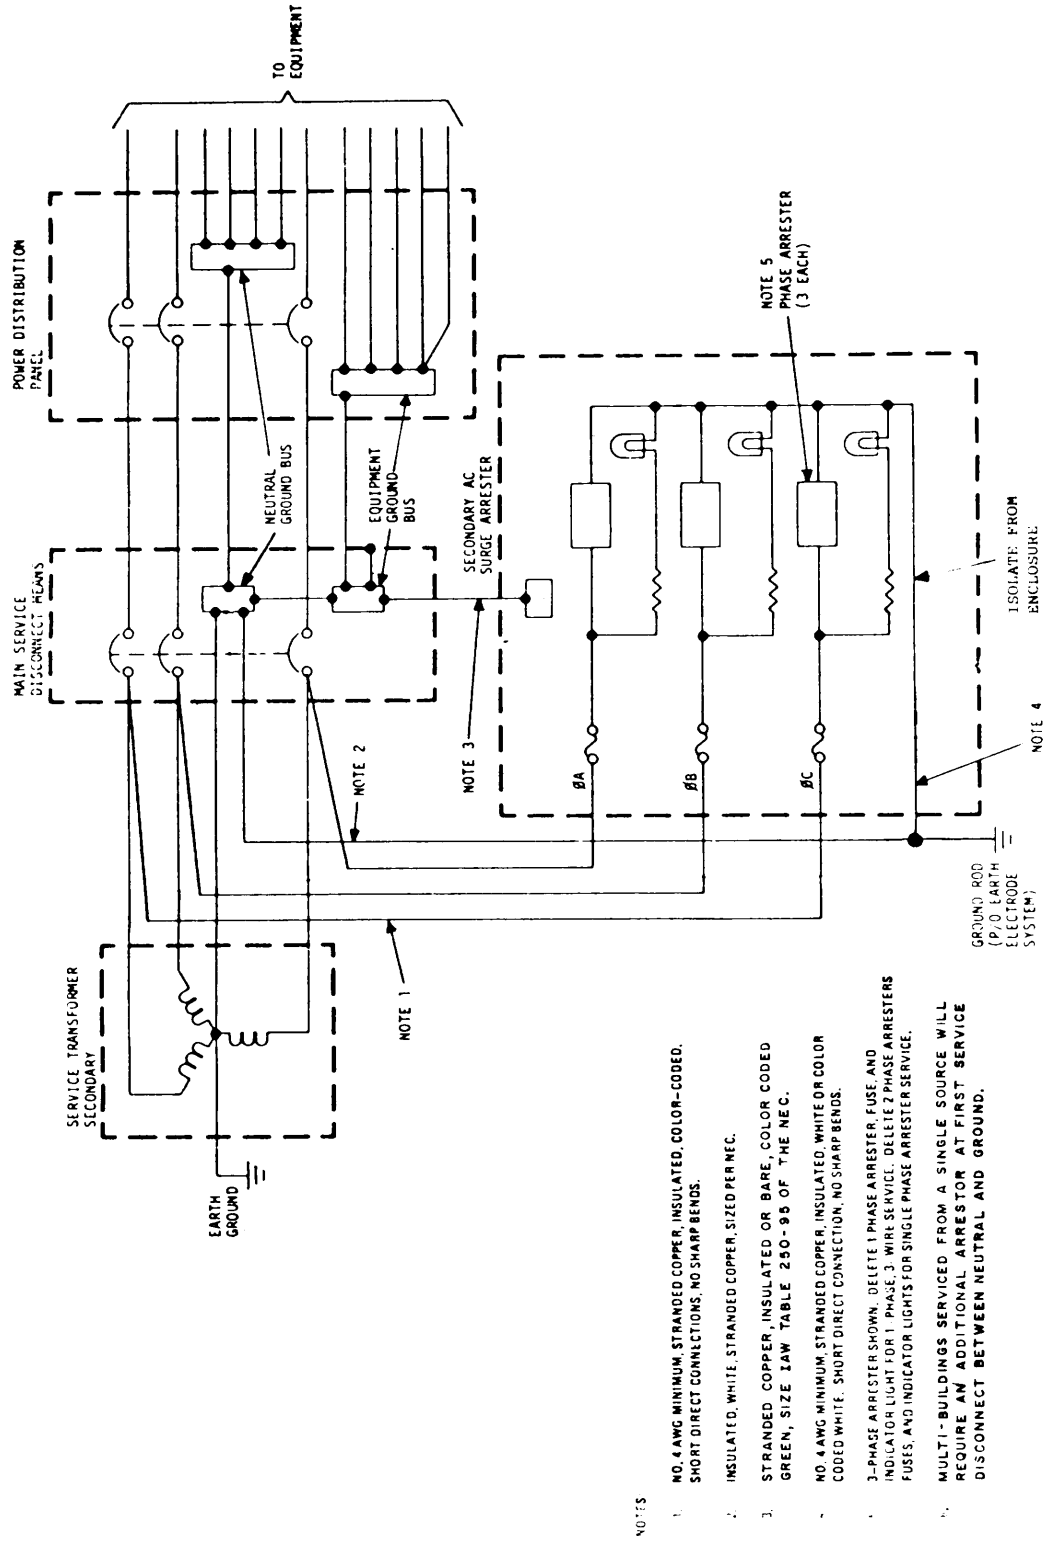 SERVICE TRANSFORMER
SECONDARY
EARTH
GROUND
MAIN SERVICE
DISCONNECT MEANS
POWER DISTRIBUTION
PANEL
TO
EQUIPMENT
NEUTRAL
GROUND BUS
EQUIPMENT
GROUND
BUS
SECONDARY AC
SURGE ARRESTER
NOTE 1
NOTE 2
NOTE 3
NOTE 5
PHASE ARRESTER
(3 EACH)
ØA
ØB
ØC
ISOLATE FROM
ENCLOSURE
NOTE 4
GROUND ROD
(P/O EARTH
ELECTRODE
SYSTEM)
NOTES
1. NO. 4 AWG MINIMUM, STRANDED COPPER, INSULATED, COLOR-CODED.
SHORT DIRECT CONNECTIONS, NO SHARP BENDS.
2. INSULATED, WHITE, STRANDED COPPER, SIZED PER NEC.
3. STRANDED COPPER, INSULATED OR BARE, COLOR CODED
GREEN, SIZE IAW TABLE 250-95 OF THE NEC.
NO. 4 AWG MINIMUM, STRANDED COPPER, INSULATED, WHITE OR COLOR
CODED WHITE. SHORT DIRECT CONNECTION, NO SHARP BENDS.
3-PHASE ARRESTER SHOWN. DELETE 1 PHASE ARRESTER, FUSE, AND
INDICATOR LIGHT FOR 1-PHASE, 3-WIRE SERVICE. DELETE 2 PHASE ARRESTERS
FUSES, AND INDICATOR LIGHTS FOR SINGLE PHASE ARRESTER SERVICE.
MULTI-BUILDINGS SERVICED FROM A SINGLE SOURCE WILL
REQUIRE AN ADDITIONAL ARRESTOR AT FIRST SERVICE
DISCONNECT BETWEEN NEUTRAL AND GROUND.